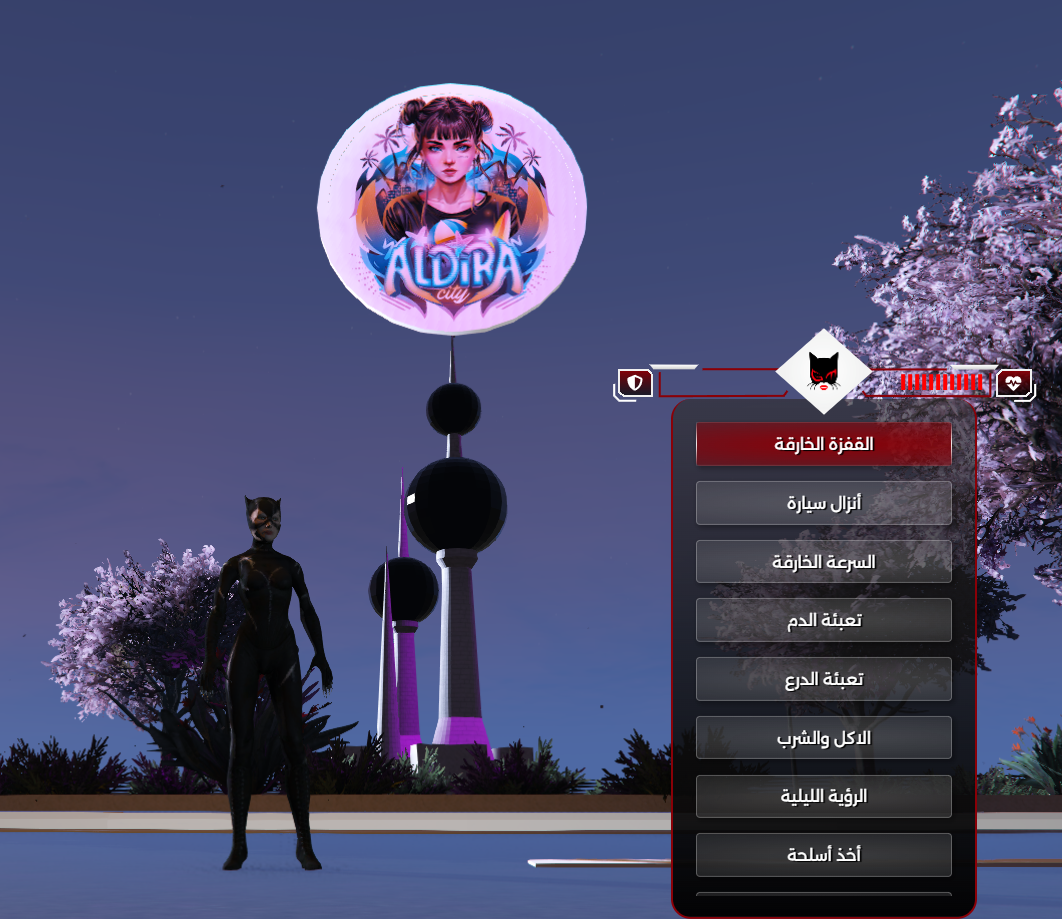 ALDIRA
city
القفزة الخارقة
أنزال سيارة
السرعة الخارقة
تعبئة الدم
تعبئة الدرع
الاكل والشرب
الرؤية الليلية
أخذ أسلحة